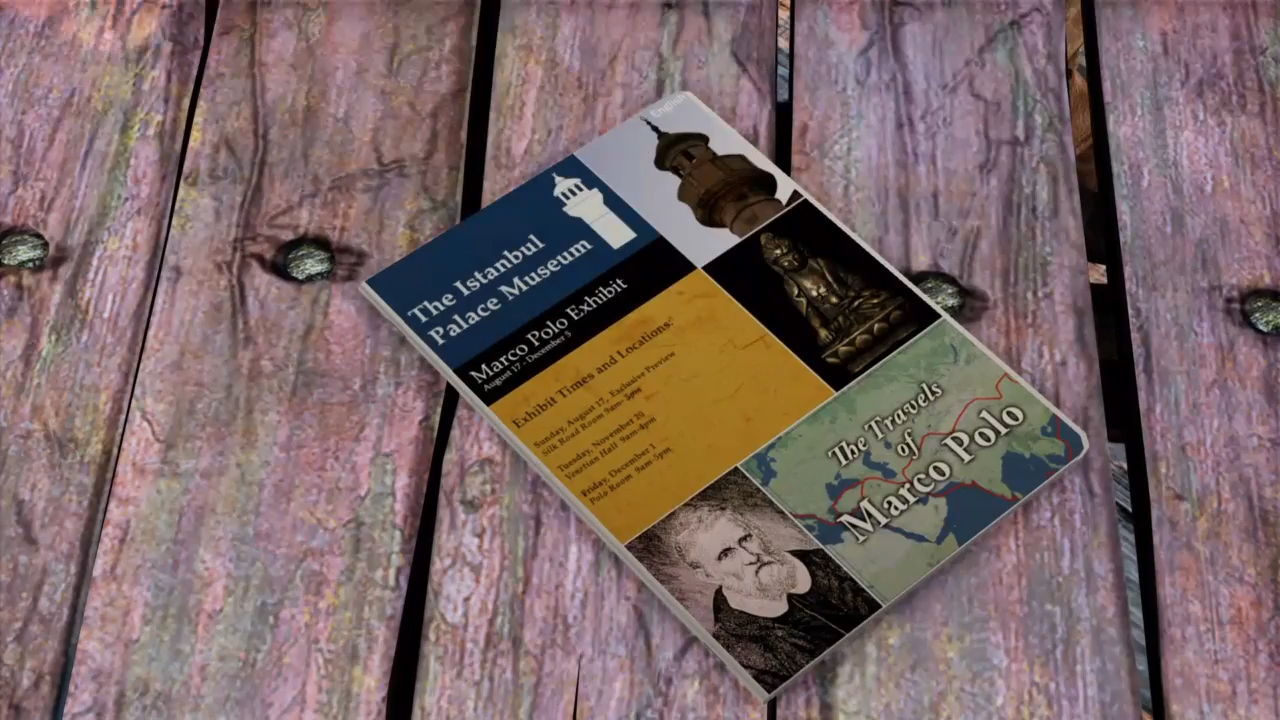 English
The Istanbul
Palace Museum
Marco Polo Exhibit
August 17 - December 5
Exhibit Times and Locations:
Sunday, August 17, Exclusive Preview
Silk Road Room 9am- 5pm
Tuesday, November 20
Venetian Hall 9am-4pm
Friday, December 1
Polo Room 9am-5pm
The Travels
of
Marco Polo